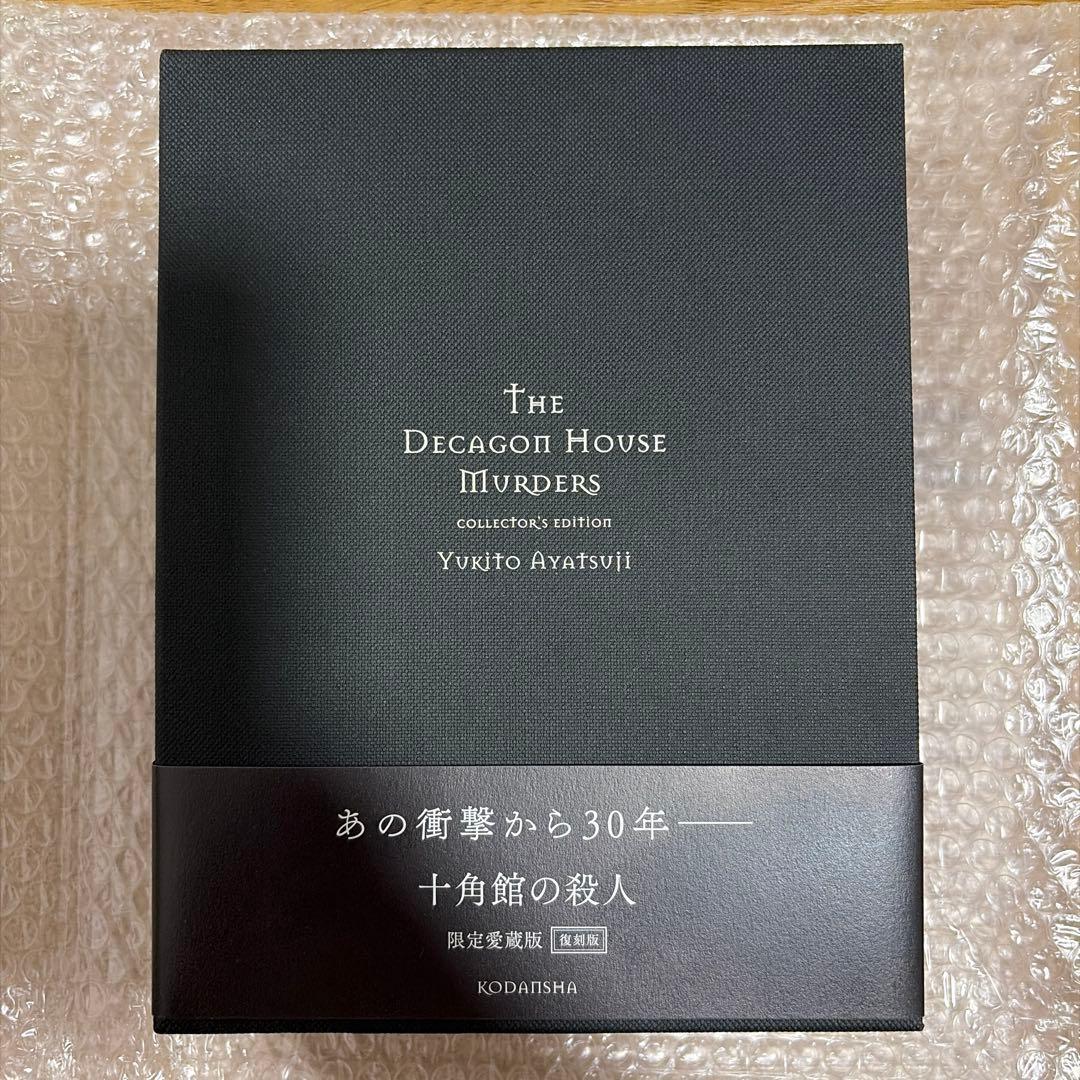 THE
DECAGON HOUSE
MURDERS
COLLECTOR'S EDITION
YUKITO AYATSUJI
あの衝撃から30年――
十角館の殺人
限定愛蔵版 復刻版
KODANSHA